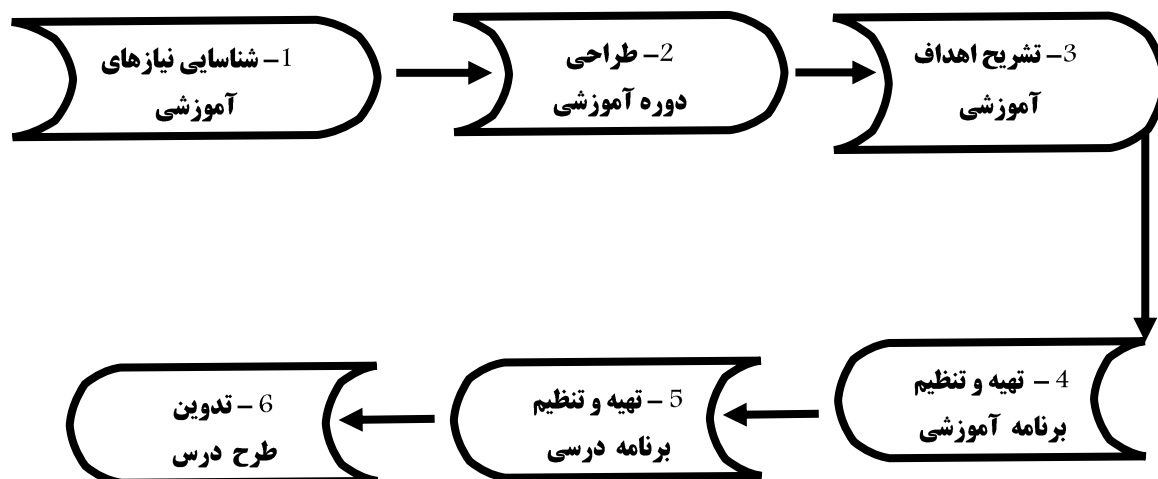 1- شناسایی نیازهای
آموزشی
2- طراحی
دوره آموزشی
3- تشریح اهداف
آموزشی
4 - تهیه و تنظیم
برنامه آموزشی
5 - تهیه و تنظیم
برنامه درسی
6 - تدوین
طرح درس